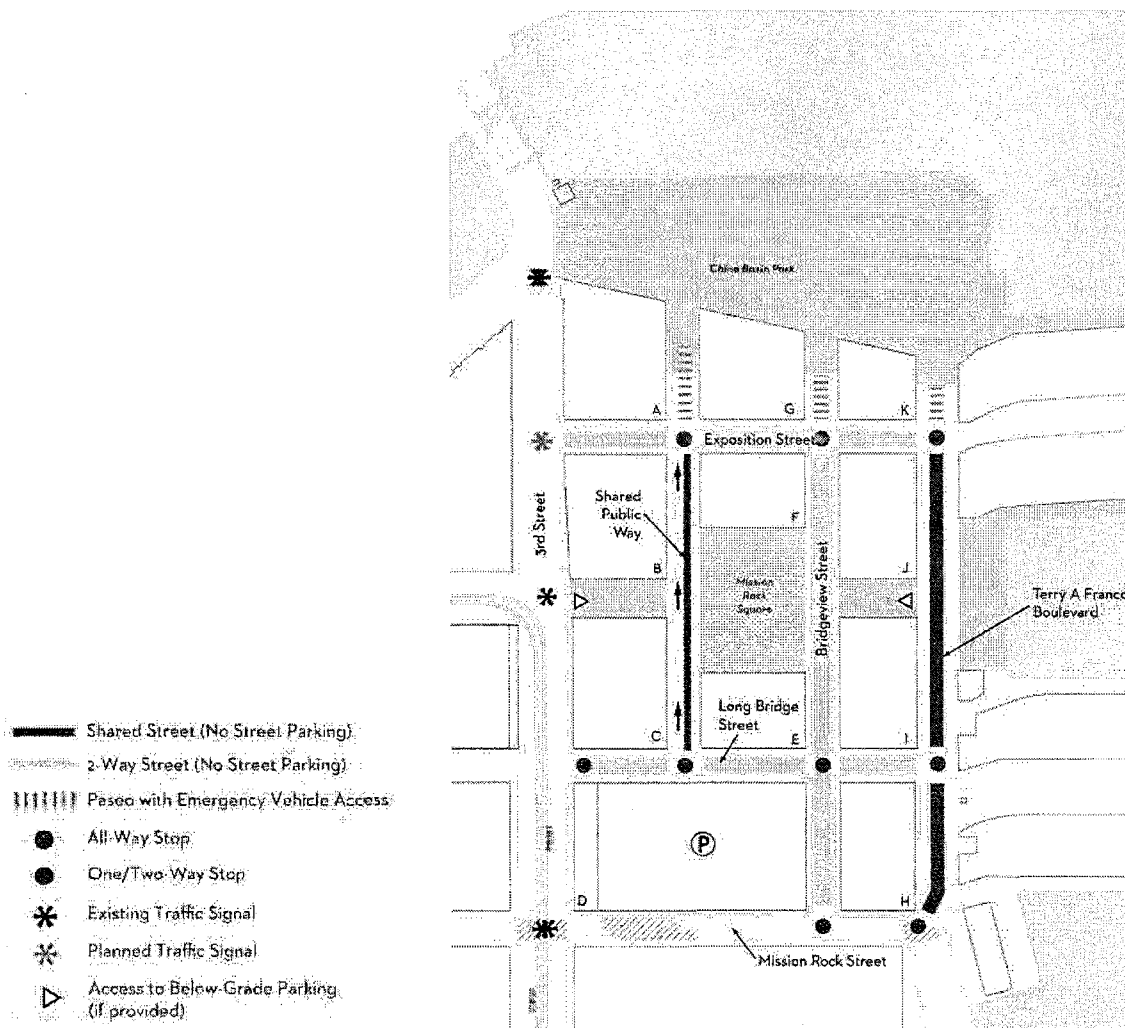 China Basin Park
A
G
K
Exposition Street
3rd Street
Shared
Public
Way
F
B
J
Mission
Rock
Square
Bridgeview Street
Terry A Franco
Boulevard
Long Bridge
Street
C
E
I
P
D
H
Mission Rock Street
Shared Street (No Street Parking)
2-Way Street (No Street Parking)
Paseo with Emergency Vehicle Access
All-Way Stop
One/Two-Way Stop
Existing Traffic Signal
Planned Traffic Signal
Access to Below-Grade Parking
(if provided)